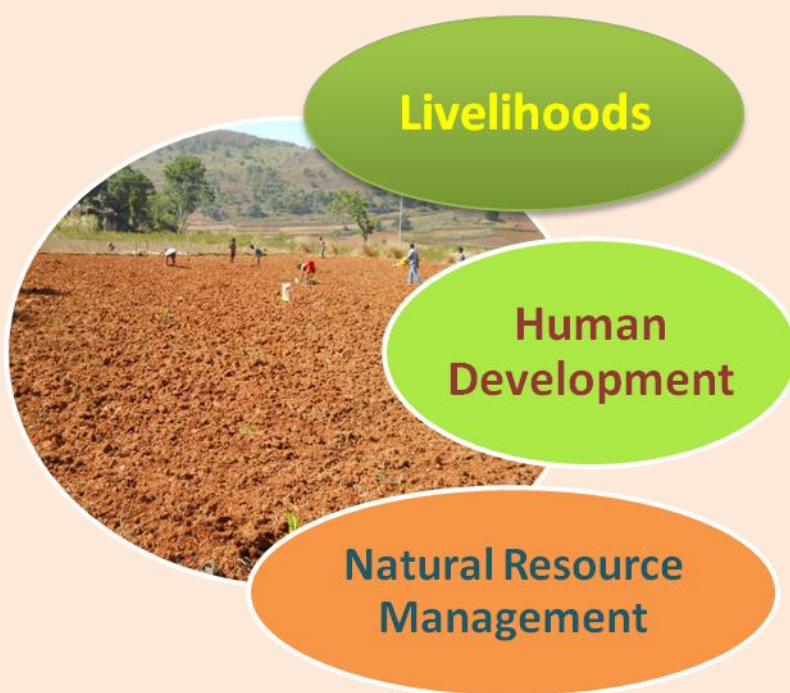 Livelihoods
Human
Development
Natural Resource
Management